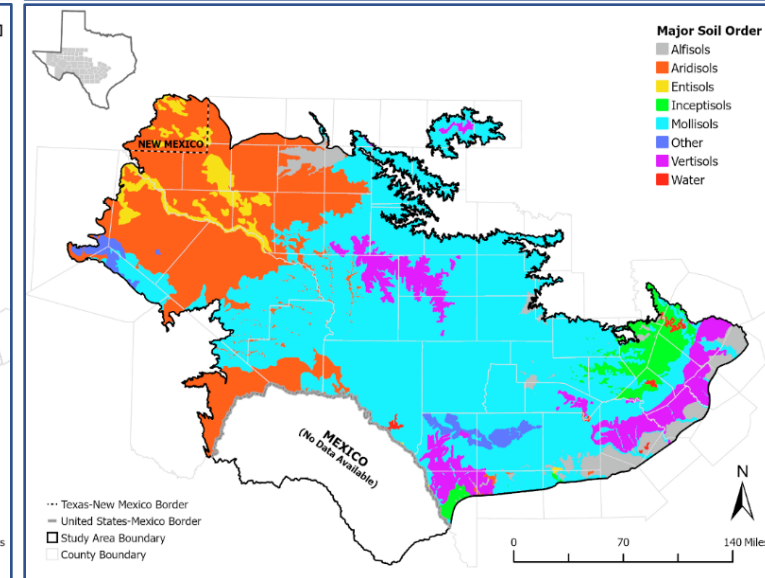 Major Soil Order
Alfisols
Aridisols
Entisols
Inceptisols
Mollisols
Other
Vertisols
Water
NEW MEXICO
MEXICO
(No Data Available)
Texas-New Mexico Border
United States-Mexico Border
Study Area Boundary
County Boundary
N
0 70 140 Miles